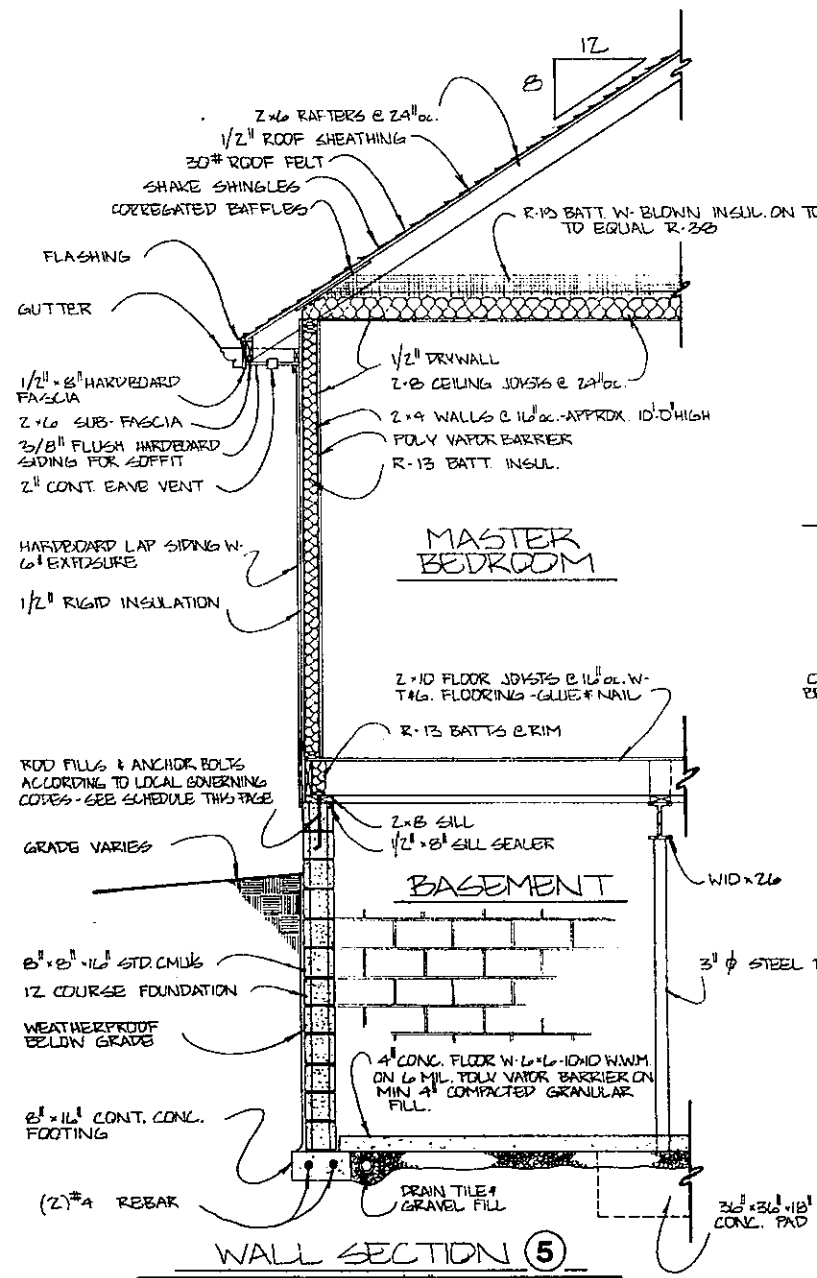 12
8
2x6 RAFTERS @ 24" oc.
1/2" ROOF SHEATHING
30# ROOF FELT
SHAKE SHINGLES
CORREGATED BAFFLES
R-19 BATT. W- BLOWN INSUL. ON TO
TO EQUAL R-38
FLASHING
GUTTER
1/2" x 8" HARDBOARD
FASCIA
2x6 SUB-FASCIA
3/8" FLUSH HARDBOARD
SIDING FOR SOFFIT
2" CONT. EAVE VENT
1/2" DRYWALL
2x8 CEILING JOISTS @ 24" oc.
2x4 WALLS @ 16" oc.-APPROX. 10'-0" HIGH
POLY VAPOR BARRIER
R-13 BATT. INSUL.
HARDBOARD LAP SIDING W-
6" EXPOSURE
1/2" RIGID INSULATION
MASTER
BEDROOM
2x10 FLOOR JOISTS @ 16" oc. W-
T&G. FLOORING -GLUE & NAIL
R-13 BATTS @ RIM
ROD FILLS & ANCHOR BOLTS
ACCORDING TO LOCAL GOVERNING
CODES - SEE SCHEDULE THIS PAGE
2x8 SILL
1/2" x 8" SILL SEALER
GRADE VARIES
BASEMENT
W10x26
8" x 8" x 16" STD. CMU'S
12 COURSE FOUNDATION
WEATHERPROOF
BELOW GRADE
3" φ STEEL
4" CONC. FLOOR W- 6x6-10x10 W.W.M.
ON 6 MIL. POLY VAPOR BARRIER ON
MIN 4" COMPACTED GRANULAR
FILL.
8" x 16" CONT. CONC.
FOOTING
(2) #4 REBAR
DRAIN TILE &
GRAVEL FILL
36" x 36" x 18"
CONC. PAD
WALL SECTION 5